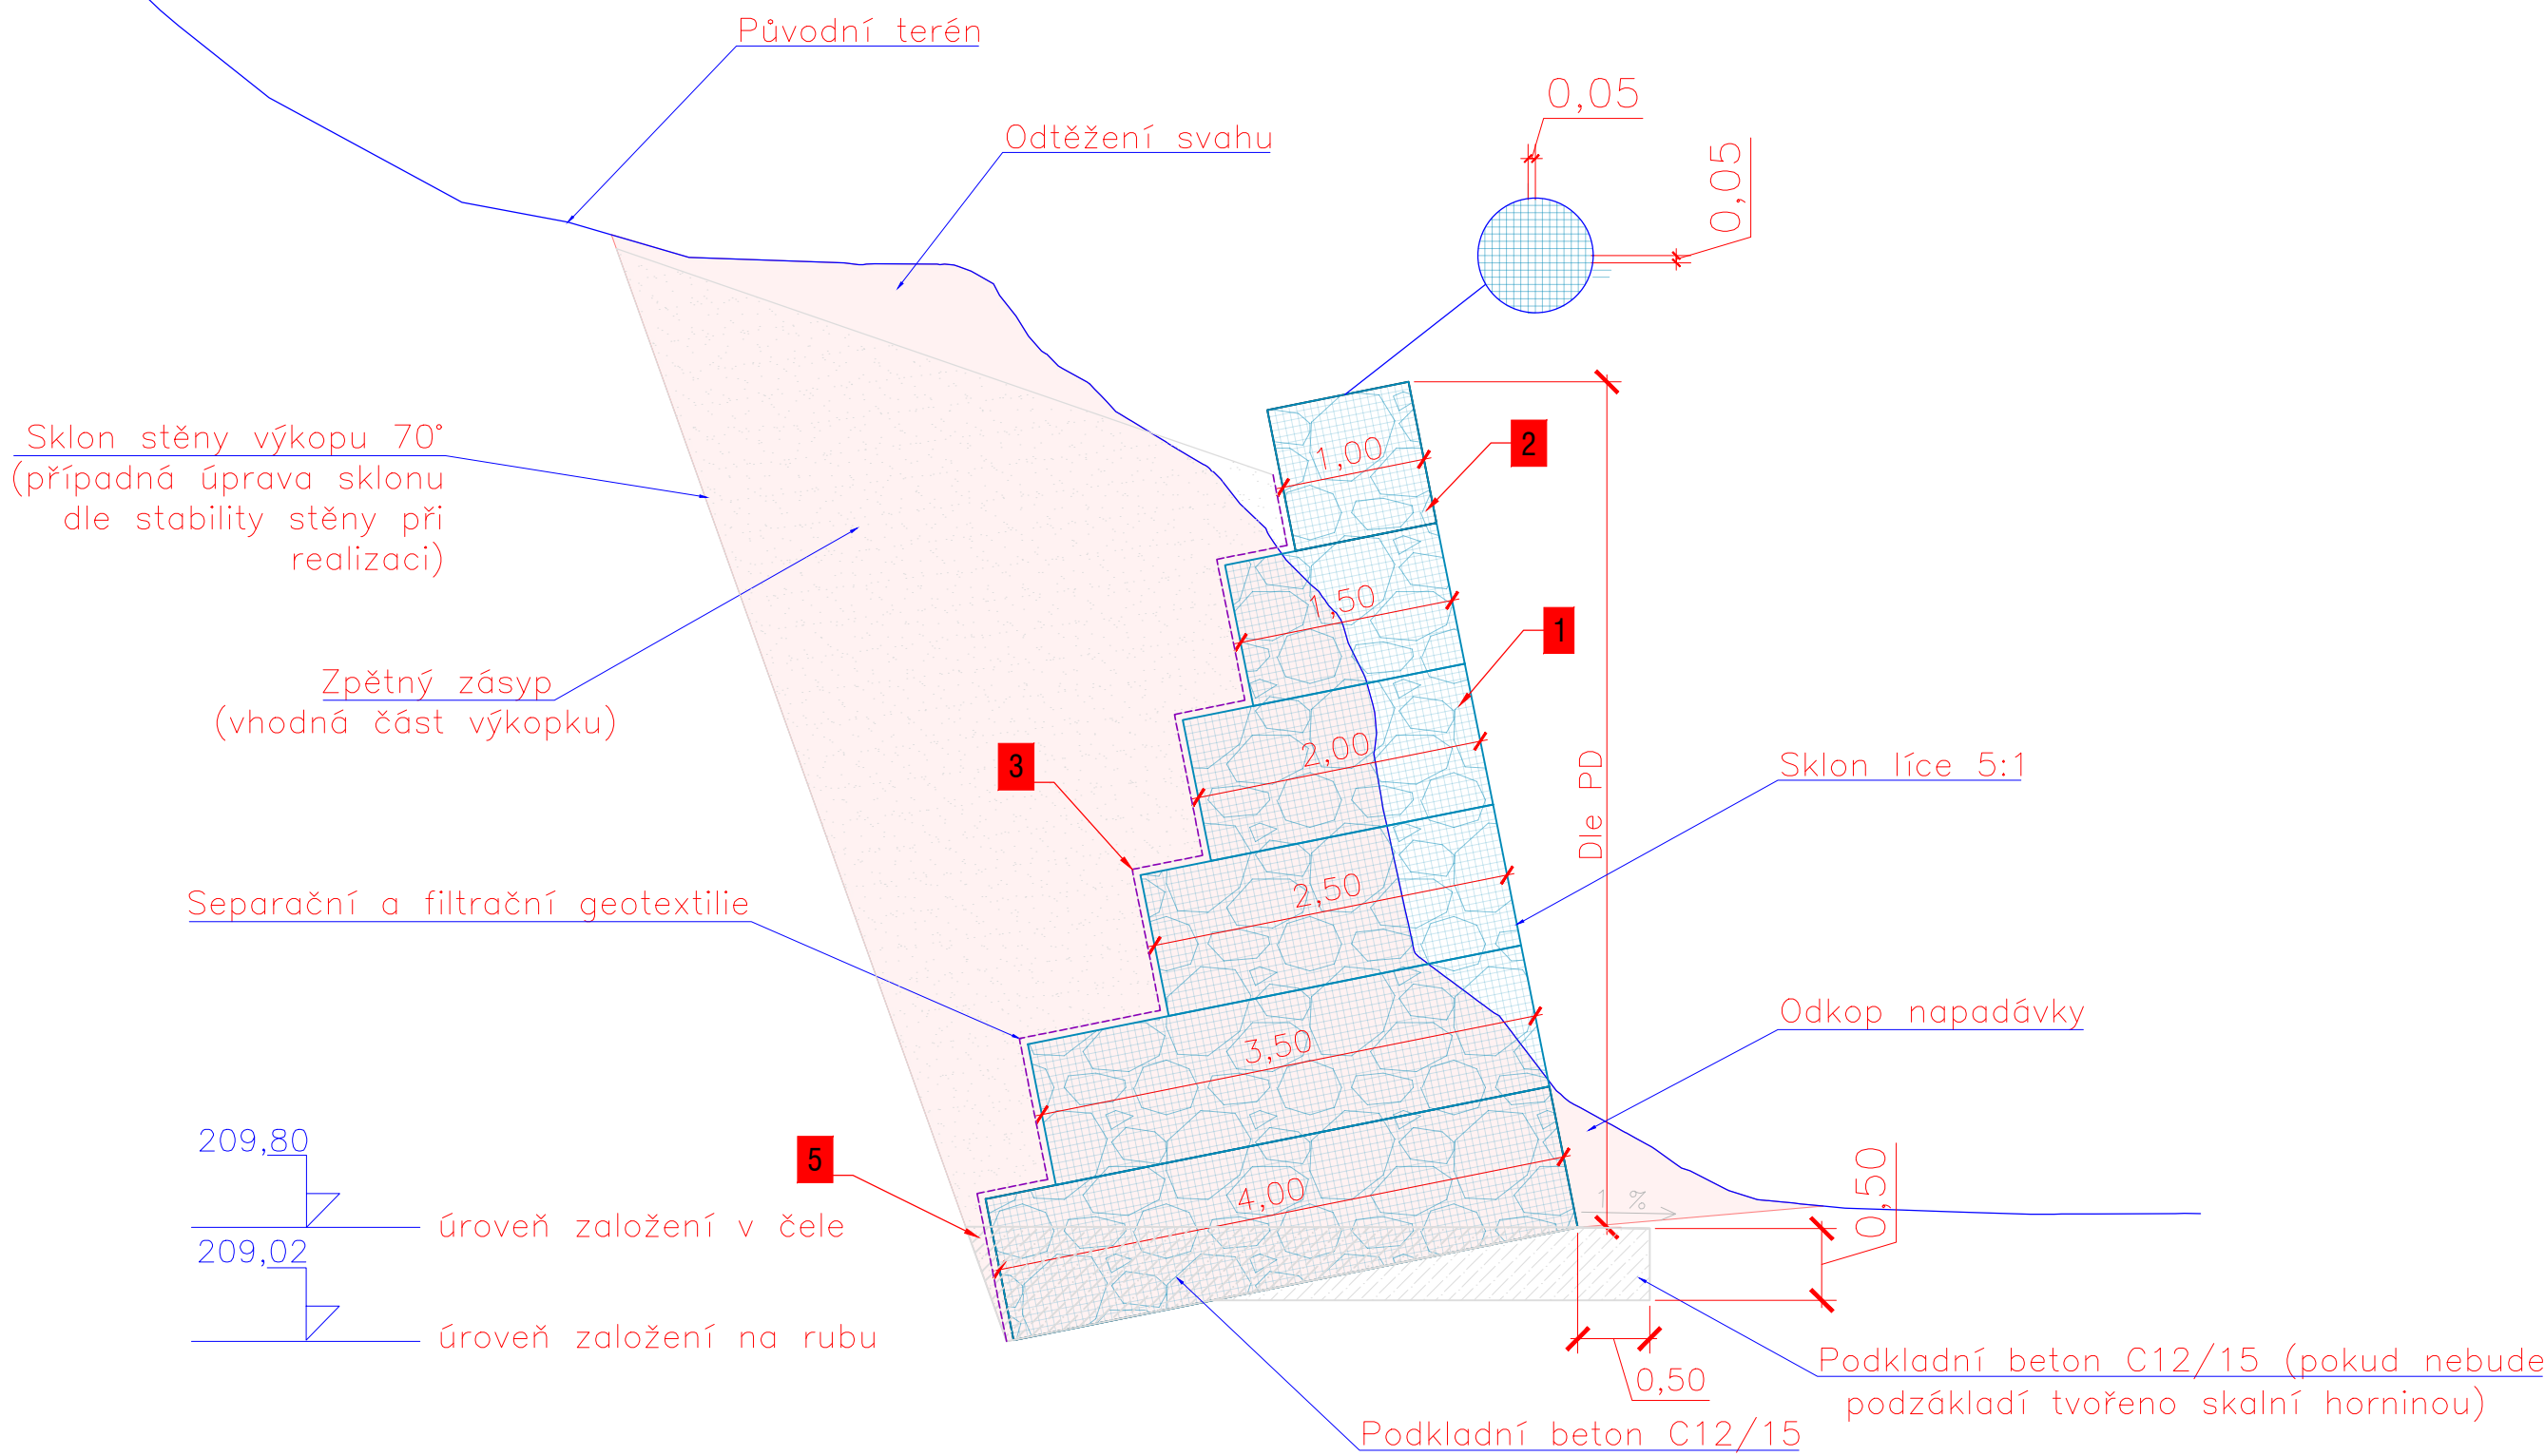 Původní terén
0,05
Odtěžení svahu
0,05
Sklon stěny výkopu 70°
(případná úprava sklonu
dle stability stěny při
realizaci)
1,00
2
1,50
1
Zpětný zásyp
(vhodná část výkopku)
2,00
3
Dle PD
Sklon líce 5:1
2,50
Separační a filtrační geotextilie
3,50
Odkop napadávky
209,80
úroveň založení v čele
5
4,00
1 %
0,50
209,02
úroveň založení na rubu
0,50
Podkladní beton C12/15 (pokud nebude
podzákladí tvořeno skalní horninou)
Podkladní beton C12/15